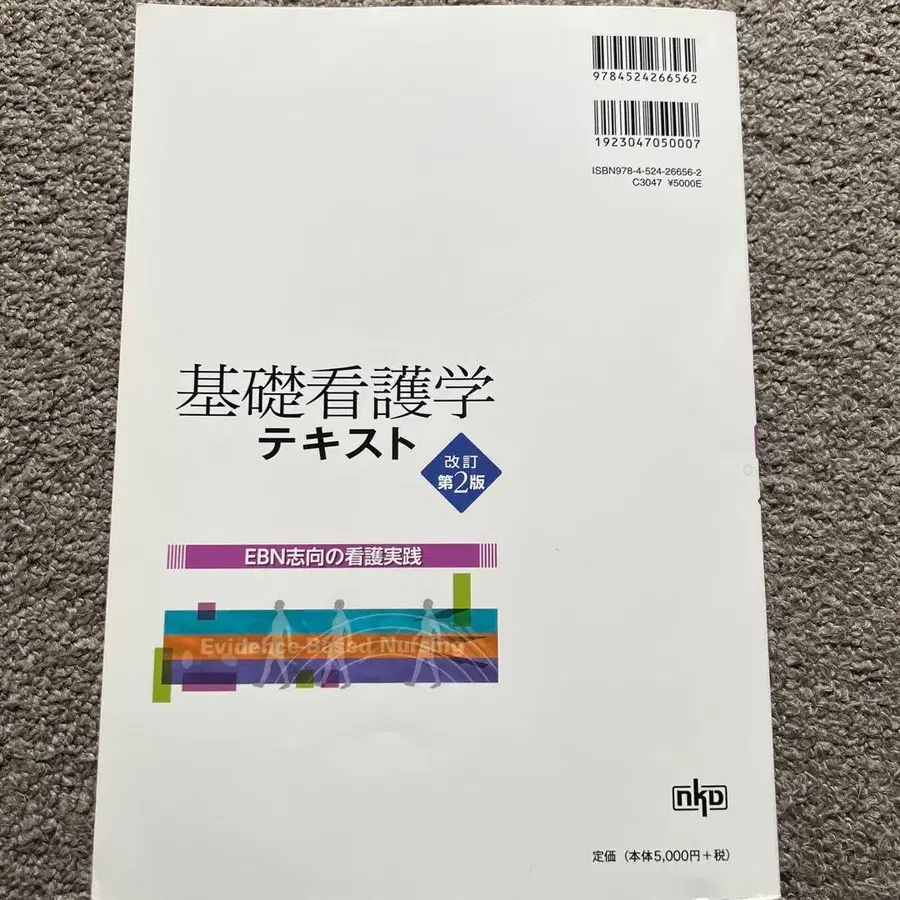 9784524266562
1923047050007
ISBN978-4-524-26656-2
C3047 ¥5000E
基礎看護学
テキスト
改訂
第2版
EBN志向の看護実践
Evidence-Based Nursing
nkd
定価（本体5,000円＋税）